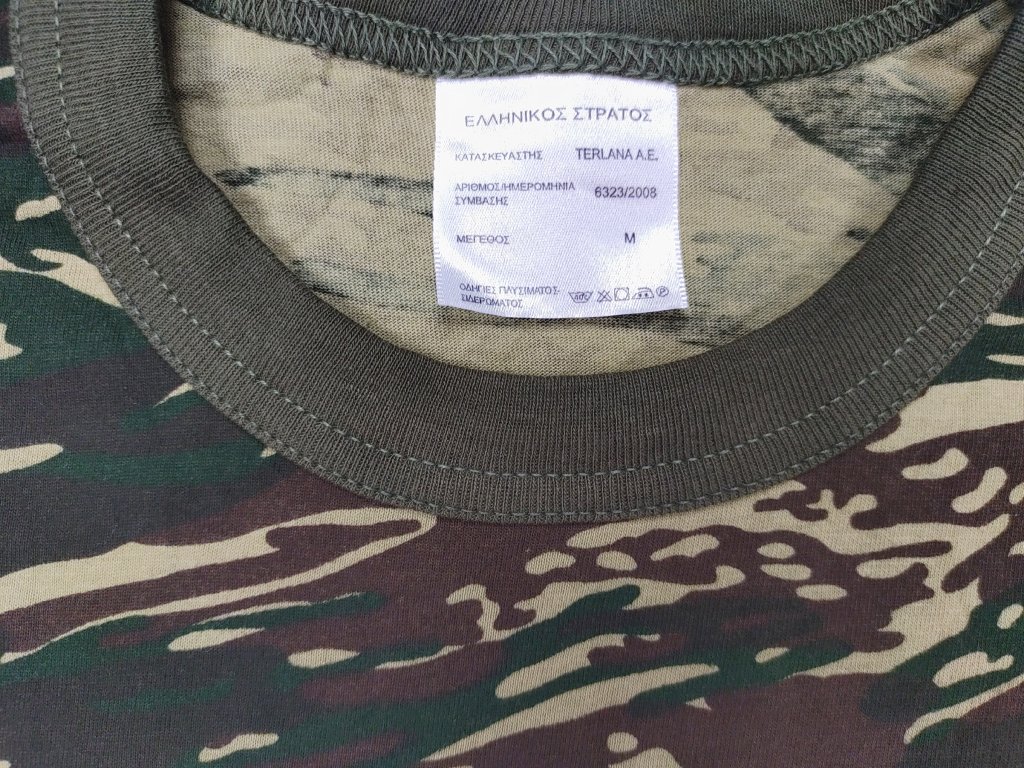 ΕΛΛΗΝΙΚΟΣ ΣΤΡΑΤΟΣ
ΚΑΤΑΣΚΕΥΑΣΤΗΣ TERLANA A.E.
ΑΡΙΘΜΟΣ/ΗΜΕΡΟΜΗΝΙΑ 6323/2008
ΣΥΜΒΑΣΗΣ
ΜΕΓΕΘΟΣ M
ΟΔΗΓΙΕΣ ΠΛΥΣΙΜΑΤΟΣ-
ΣΙΔΕΡΩΜΑΤΟΣ